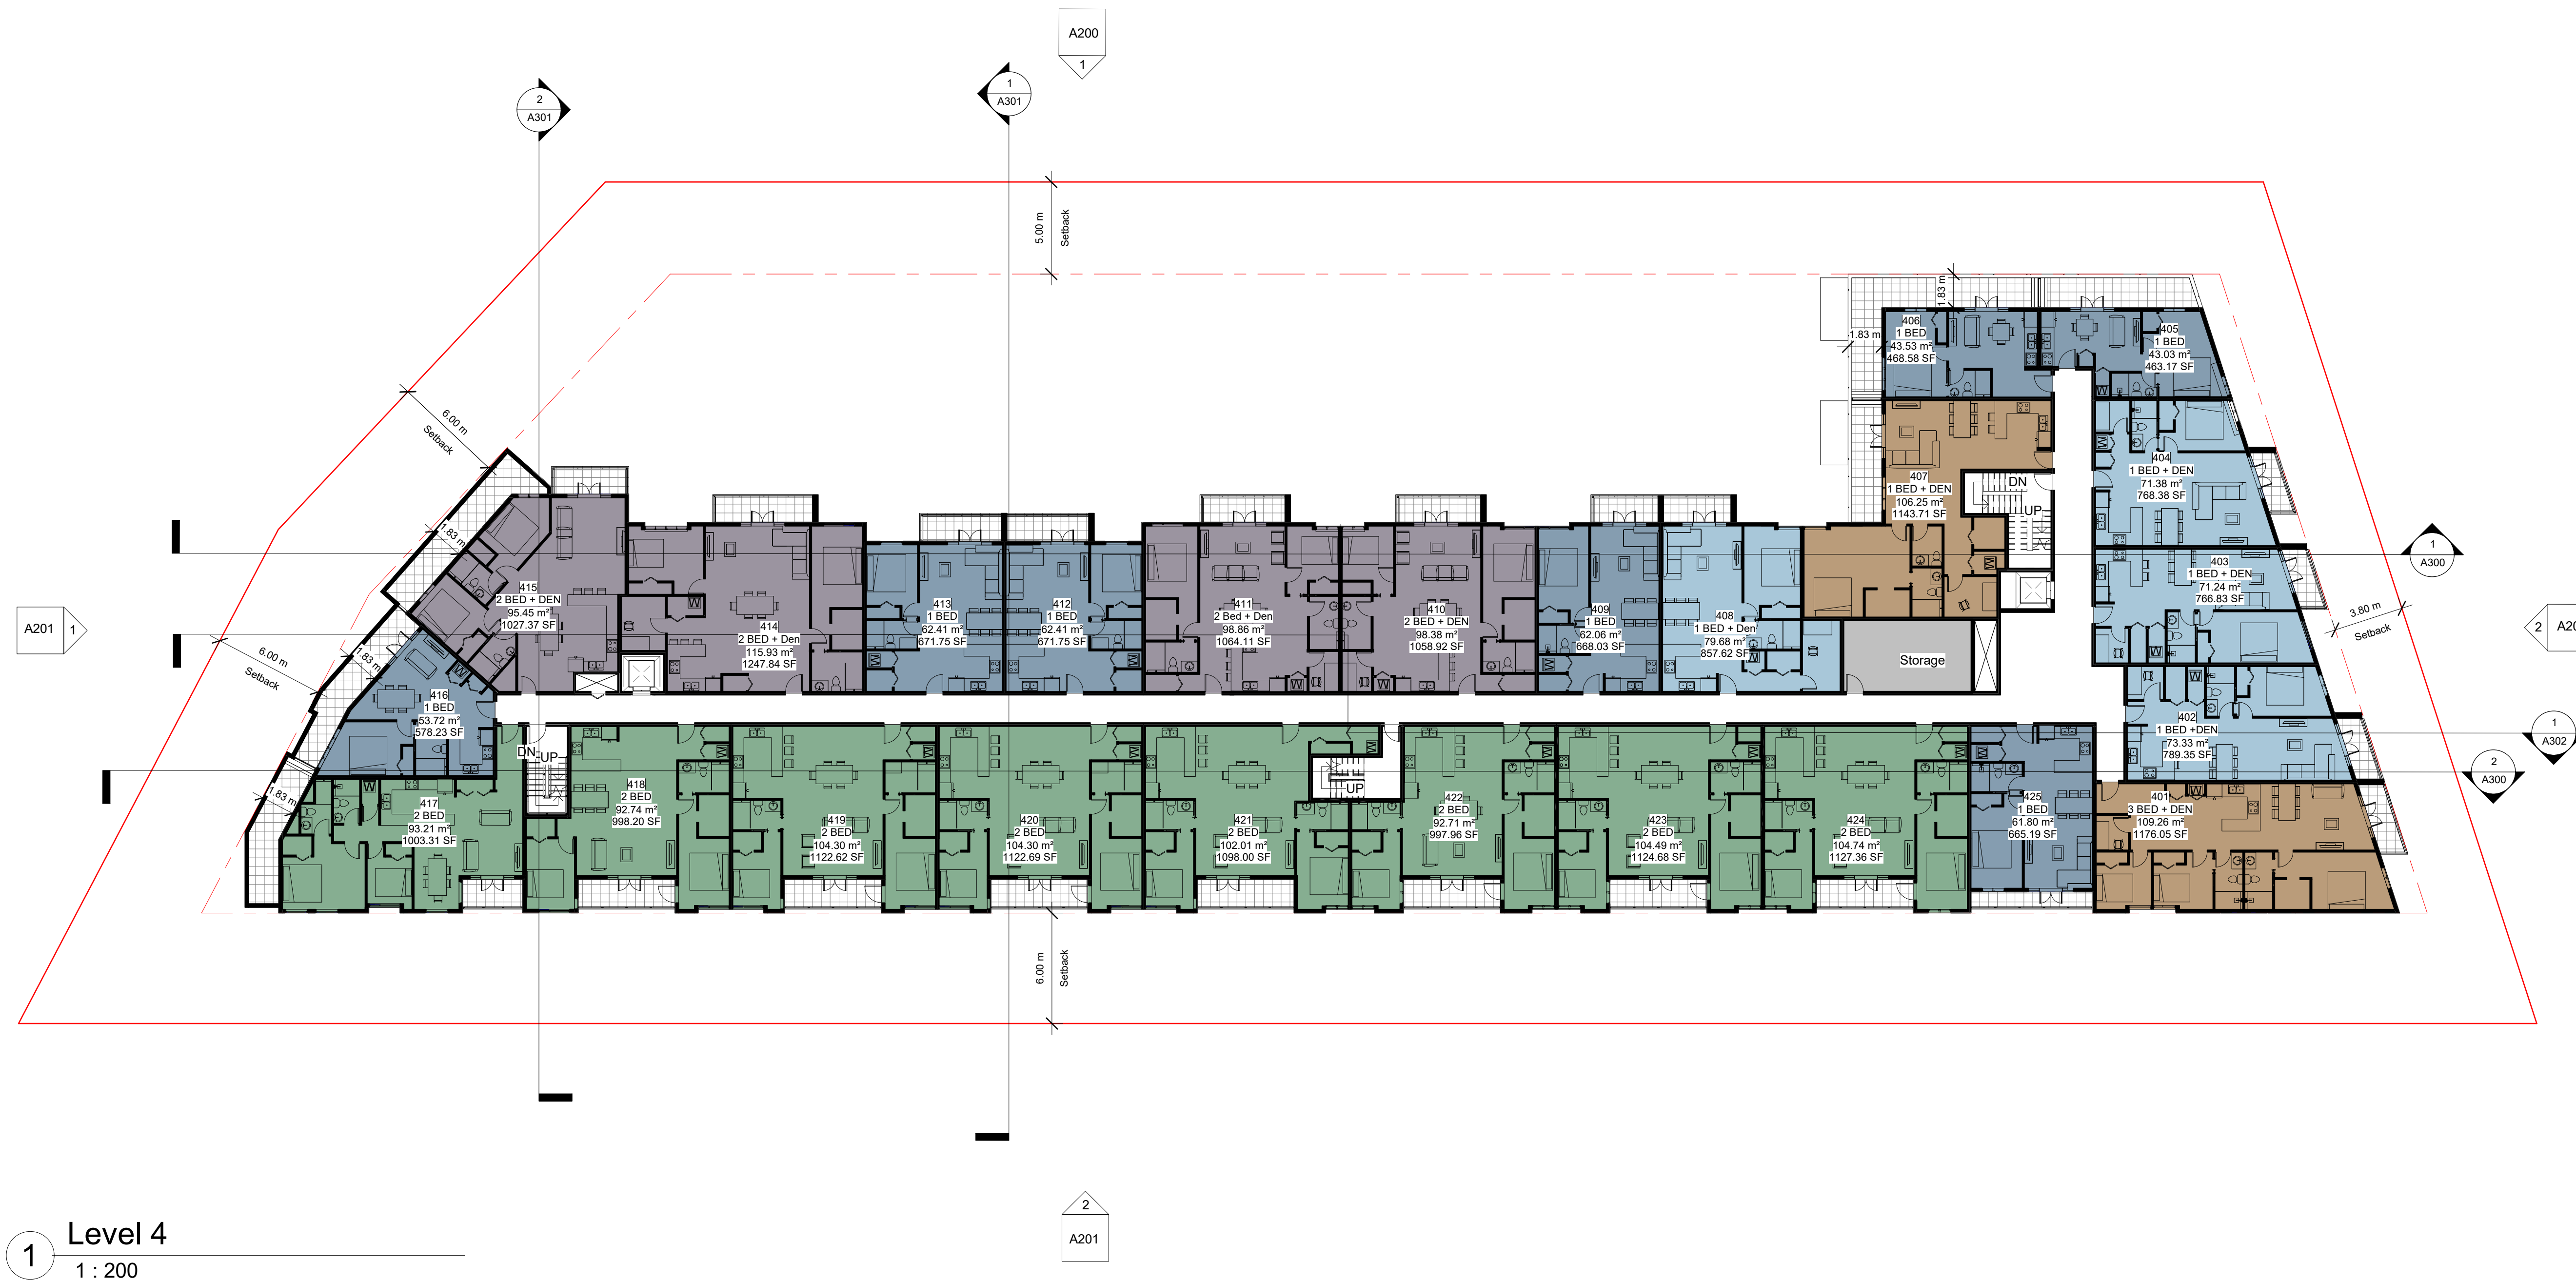 A200
1
2
A301
1
A301
5.00 m
Setback
1.83 m
1.83 m
406
1 BED
43.53 m²
468.58 SF
405
1 BED
43.03 m²
463.17 SF
6.00 m
Setback
404
1 BED + DEN
71.38 m²
768.38 SF
407
1 BED + DEN
106.25 m²
1143.71 SF
DN
UP
1.83 m
1
A300
403
1 BED + DEN
71.24 m²
766.83 SF
3.80 m
Setback
A201
1
2
A20
415
2 BED + DEN
95.45 m²
1027.37 SF
414
2 BED + Den
115.93 m²
1247.84 SF
413
1 BED
62.41 m²
671.75 SF
412
1 BED
62.41 m²
671.75 SF
411
2 Bed + Den
98.86 m²
1064.11 SF
410
2 BED + DEN
98.38 m²
1058.92 SF
409
1 BED
62.06 m²
668.03 SF
408
1 BED + Den
79.68 m²
857.62 SF
Storage
6.00 m
Setback
1.83 m
416
1 BED
53.72 m²
578.23 SF
402
1 BED +DEN
73.33 m²
789.35 SF
1
A302
2
A300
DN
UP
UP
1.83 m
417
2 BED
93.21 m²
1003.31 SF
418
2 BED
92.74 m²
998.20 SF
419
2 BED
104.30 m²
1122.62 SF
420
2 BED
104.30 m²
1122.69 SF
421
2 BED
102.01 m²
1098.00 SF
422
2 BED
92.71 m²
997.96 SF
423
2 BED
104.49 m²
1124.68 SF
424
2 BED
104.74 m²
1127.36 SF
425
1 BED
61.80 m²
665.19 SF
401
3 BED + DEN
109.26 m²
1176.05 SF
6.00 m
Setback
2
A201
1
Level 4
1 : 200